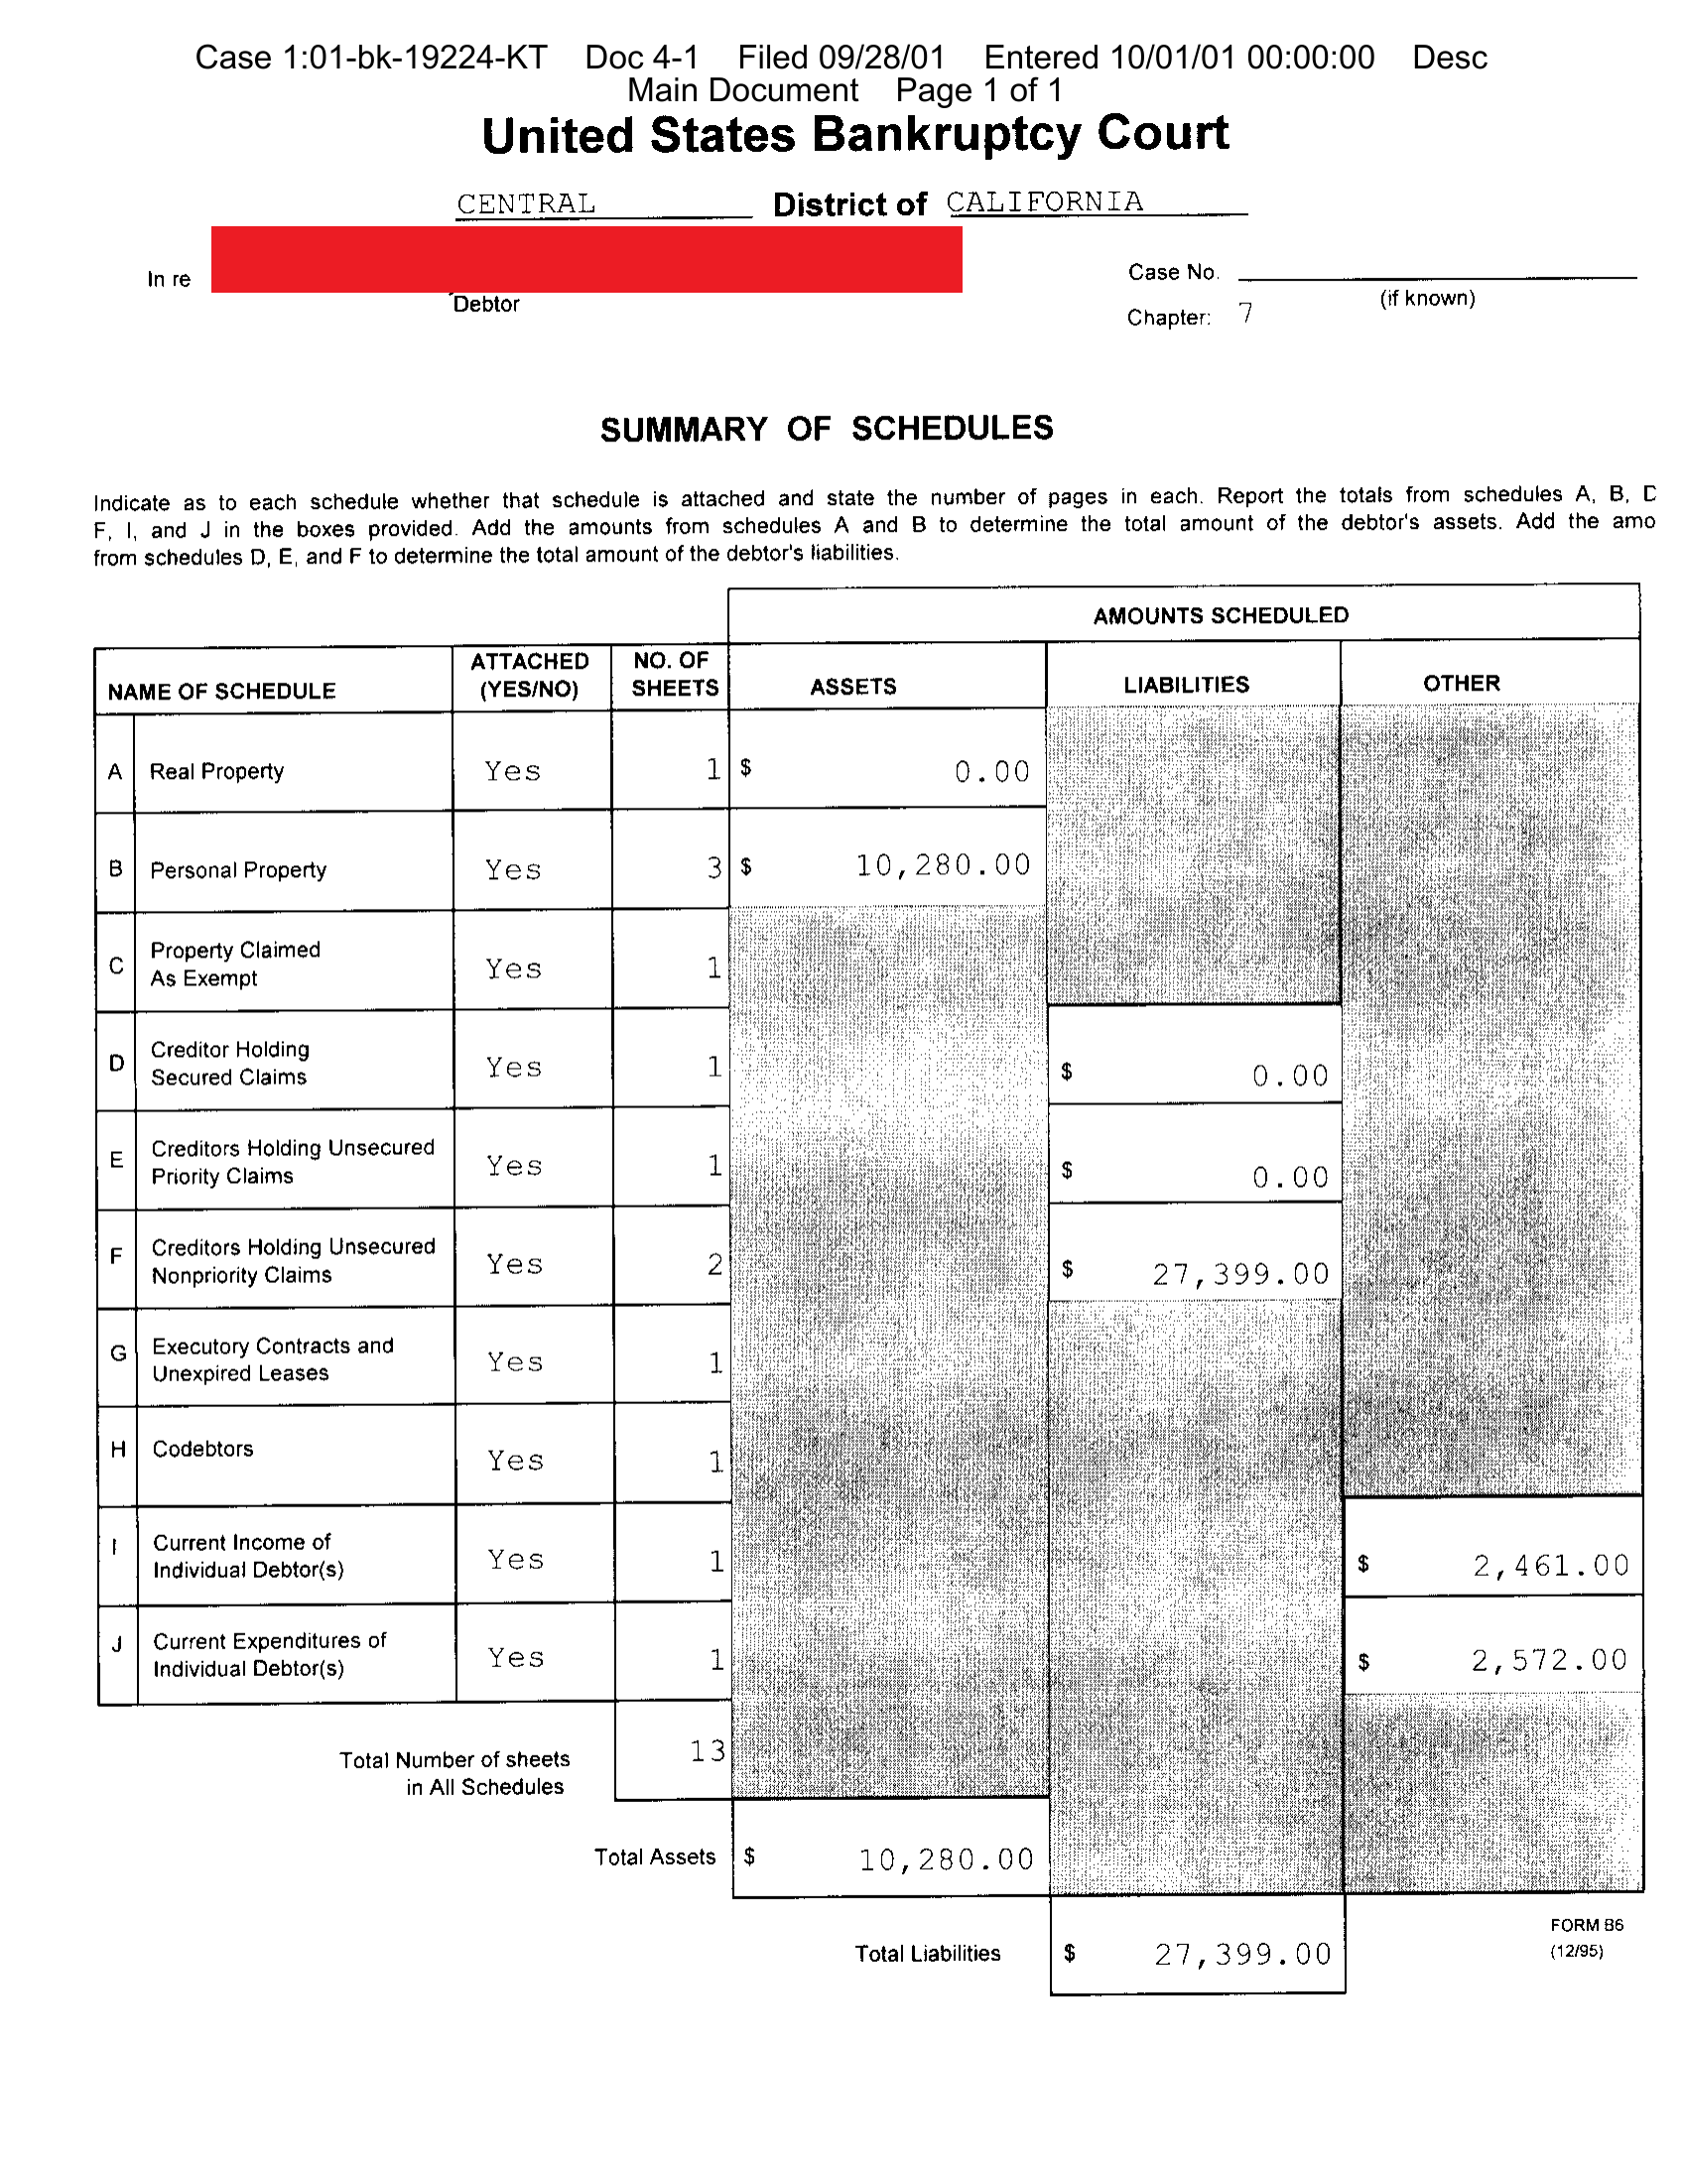 Case 1:01-bk-19224-KT Doc 4-1 Filed 09/28/01 Entered 10/01/01 00:00:00 Desc
Main Document Page 1 of 1
United States Bankruptcy Court
CENTRAL District of CALIFORNIA
In re
Debtor
Case No.
(if known)
Chapter: 7
SUMMARY OF SCHEDULES
Indicate as to each schedule whether that schedule is attached and state the number of pages in each. Report the totals from schedules A, B,
F, I, and J in the boxes provided. Add the amounts from schedules A and B to determine the total amount of the debtor's assets. Add the amo
from schedules D, E, and F to determine the total amount of the debtor's liabilities.
AMOUNTS SCHEDULED
NAME OF SCHEDULE
ATTACHED
(YES/NO)
NO. OF
SHEETS
ASSETS
LIABILITIES
OTHER
A Real Property Yes 1 $ 0.00
B Personal Property Yes 3 $ 10,280.00
C Property Claimed
As Exempt
Yes 1
D Creditor Holding
Secured Claims
Yes 1 $ 0.00
E Creditors Holding Unsecured
Priority Claims
Yes 1 $ 0.00
F Creditors Holding Unsecured
Nonpriority Claims
Yes 2 $ 27,399.00
G Executory Contracts and
Unexpired Leases
Yes 1
H Codebtors Yes 1
I Current Income of
Individual Debtor(s)
Yes 1 $ 2,461.00
J Current Expenditures of
Individual Debtor(s)
Yes 1 $ 2,572.00
Total Number of sheets
in All Schedules
13
Total Assets $ 10,280.00
Total Liabilities $ 27,399.00
FORM B6
(12/95)